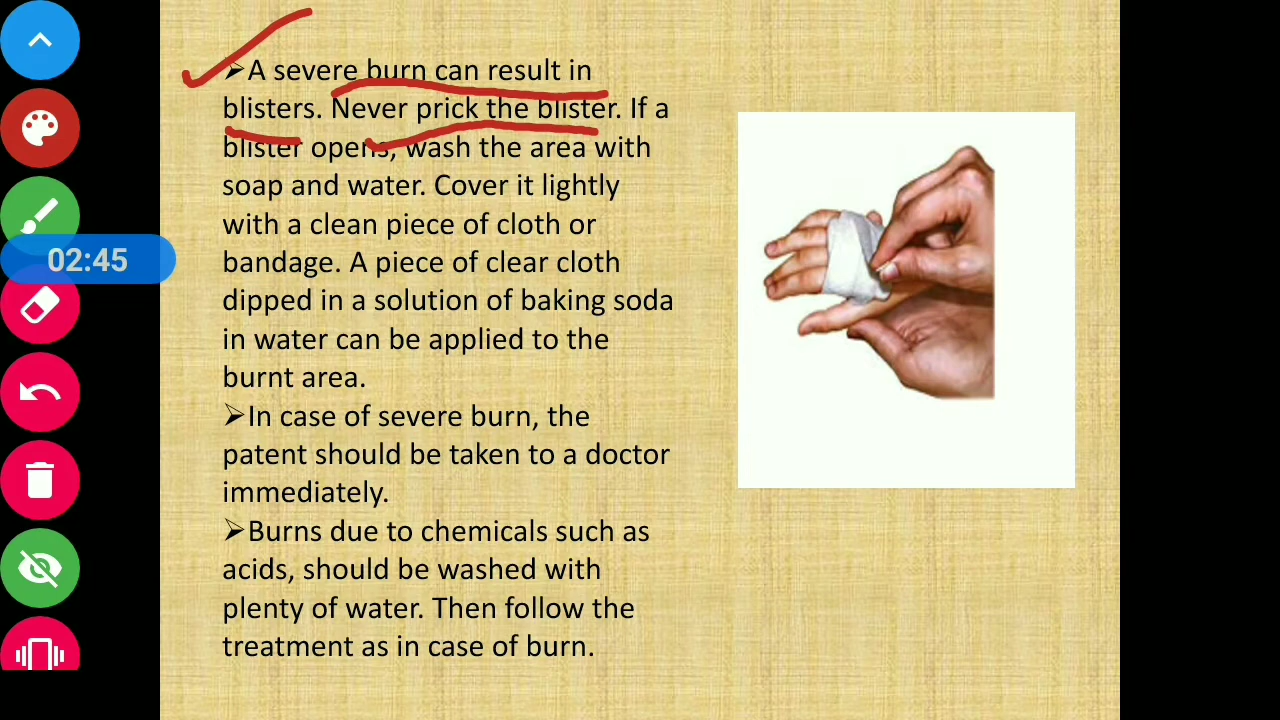 ➢A severe burn can result in
blisters. Never prick the blister. If a
blister opens, wash the area with
soap and water. Cover it lightly
with a clean piece of cloth or
bandage. A piece of clear cloth
dipped in a solution of baking soda
in water can be applied to the
burnt area.
➢In case of severe burn, the
patent should be taken to a doctor
immediately.
➢Burns due to chemicals such as
acids, should be washed with
plenty of water. Then follow the
treatment as in case of burn.
02:45